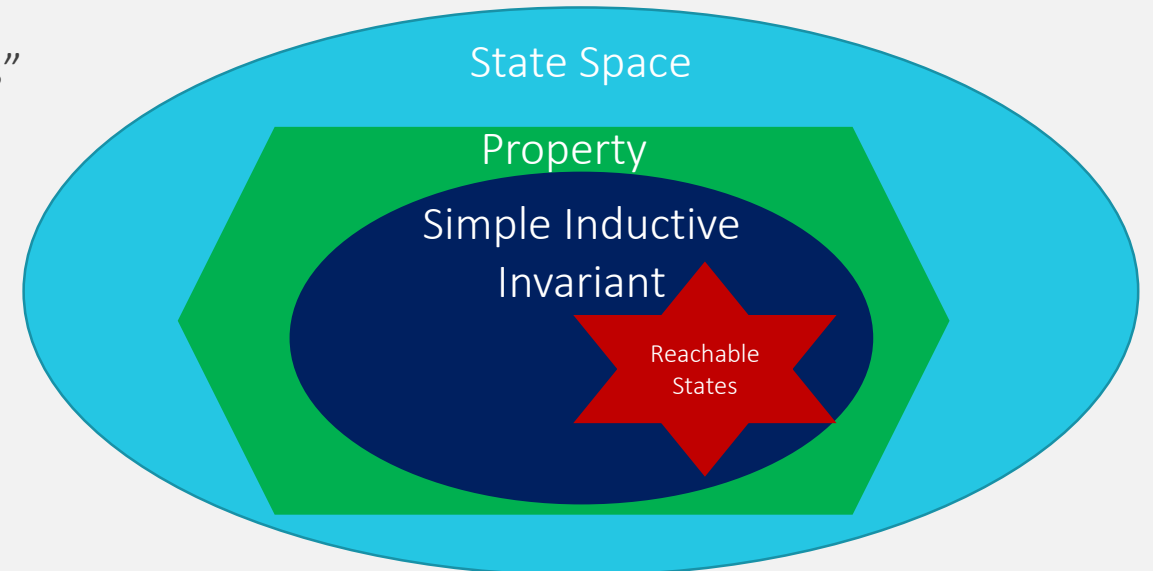 ”
State Space
Property
Simple Inductive
Invariant
Reachable
States